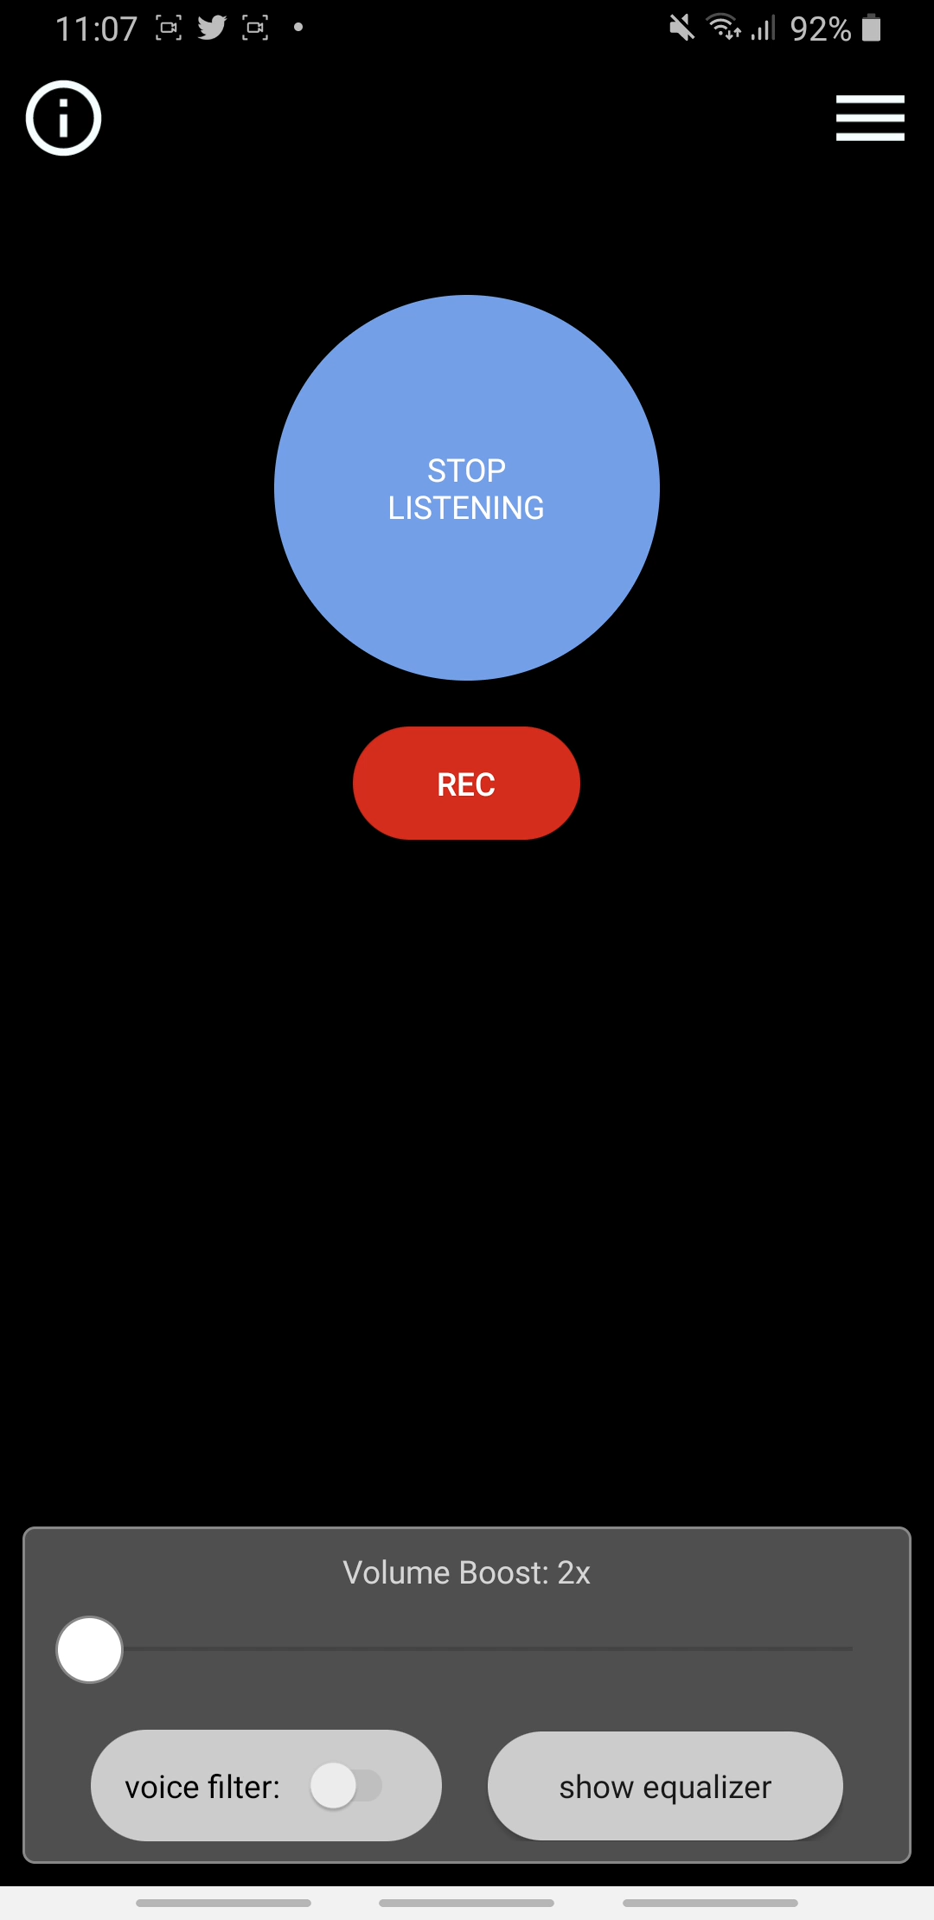 11:07 92%
STOP
LISTENING
REC
Volume Boost: 2x
voice filter: show equalizer